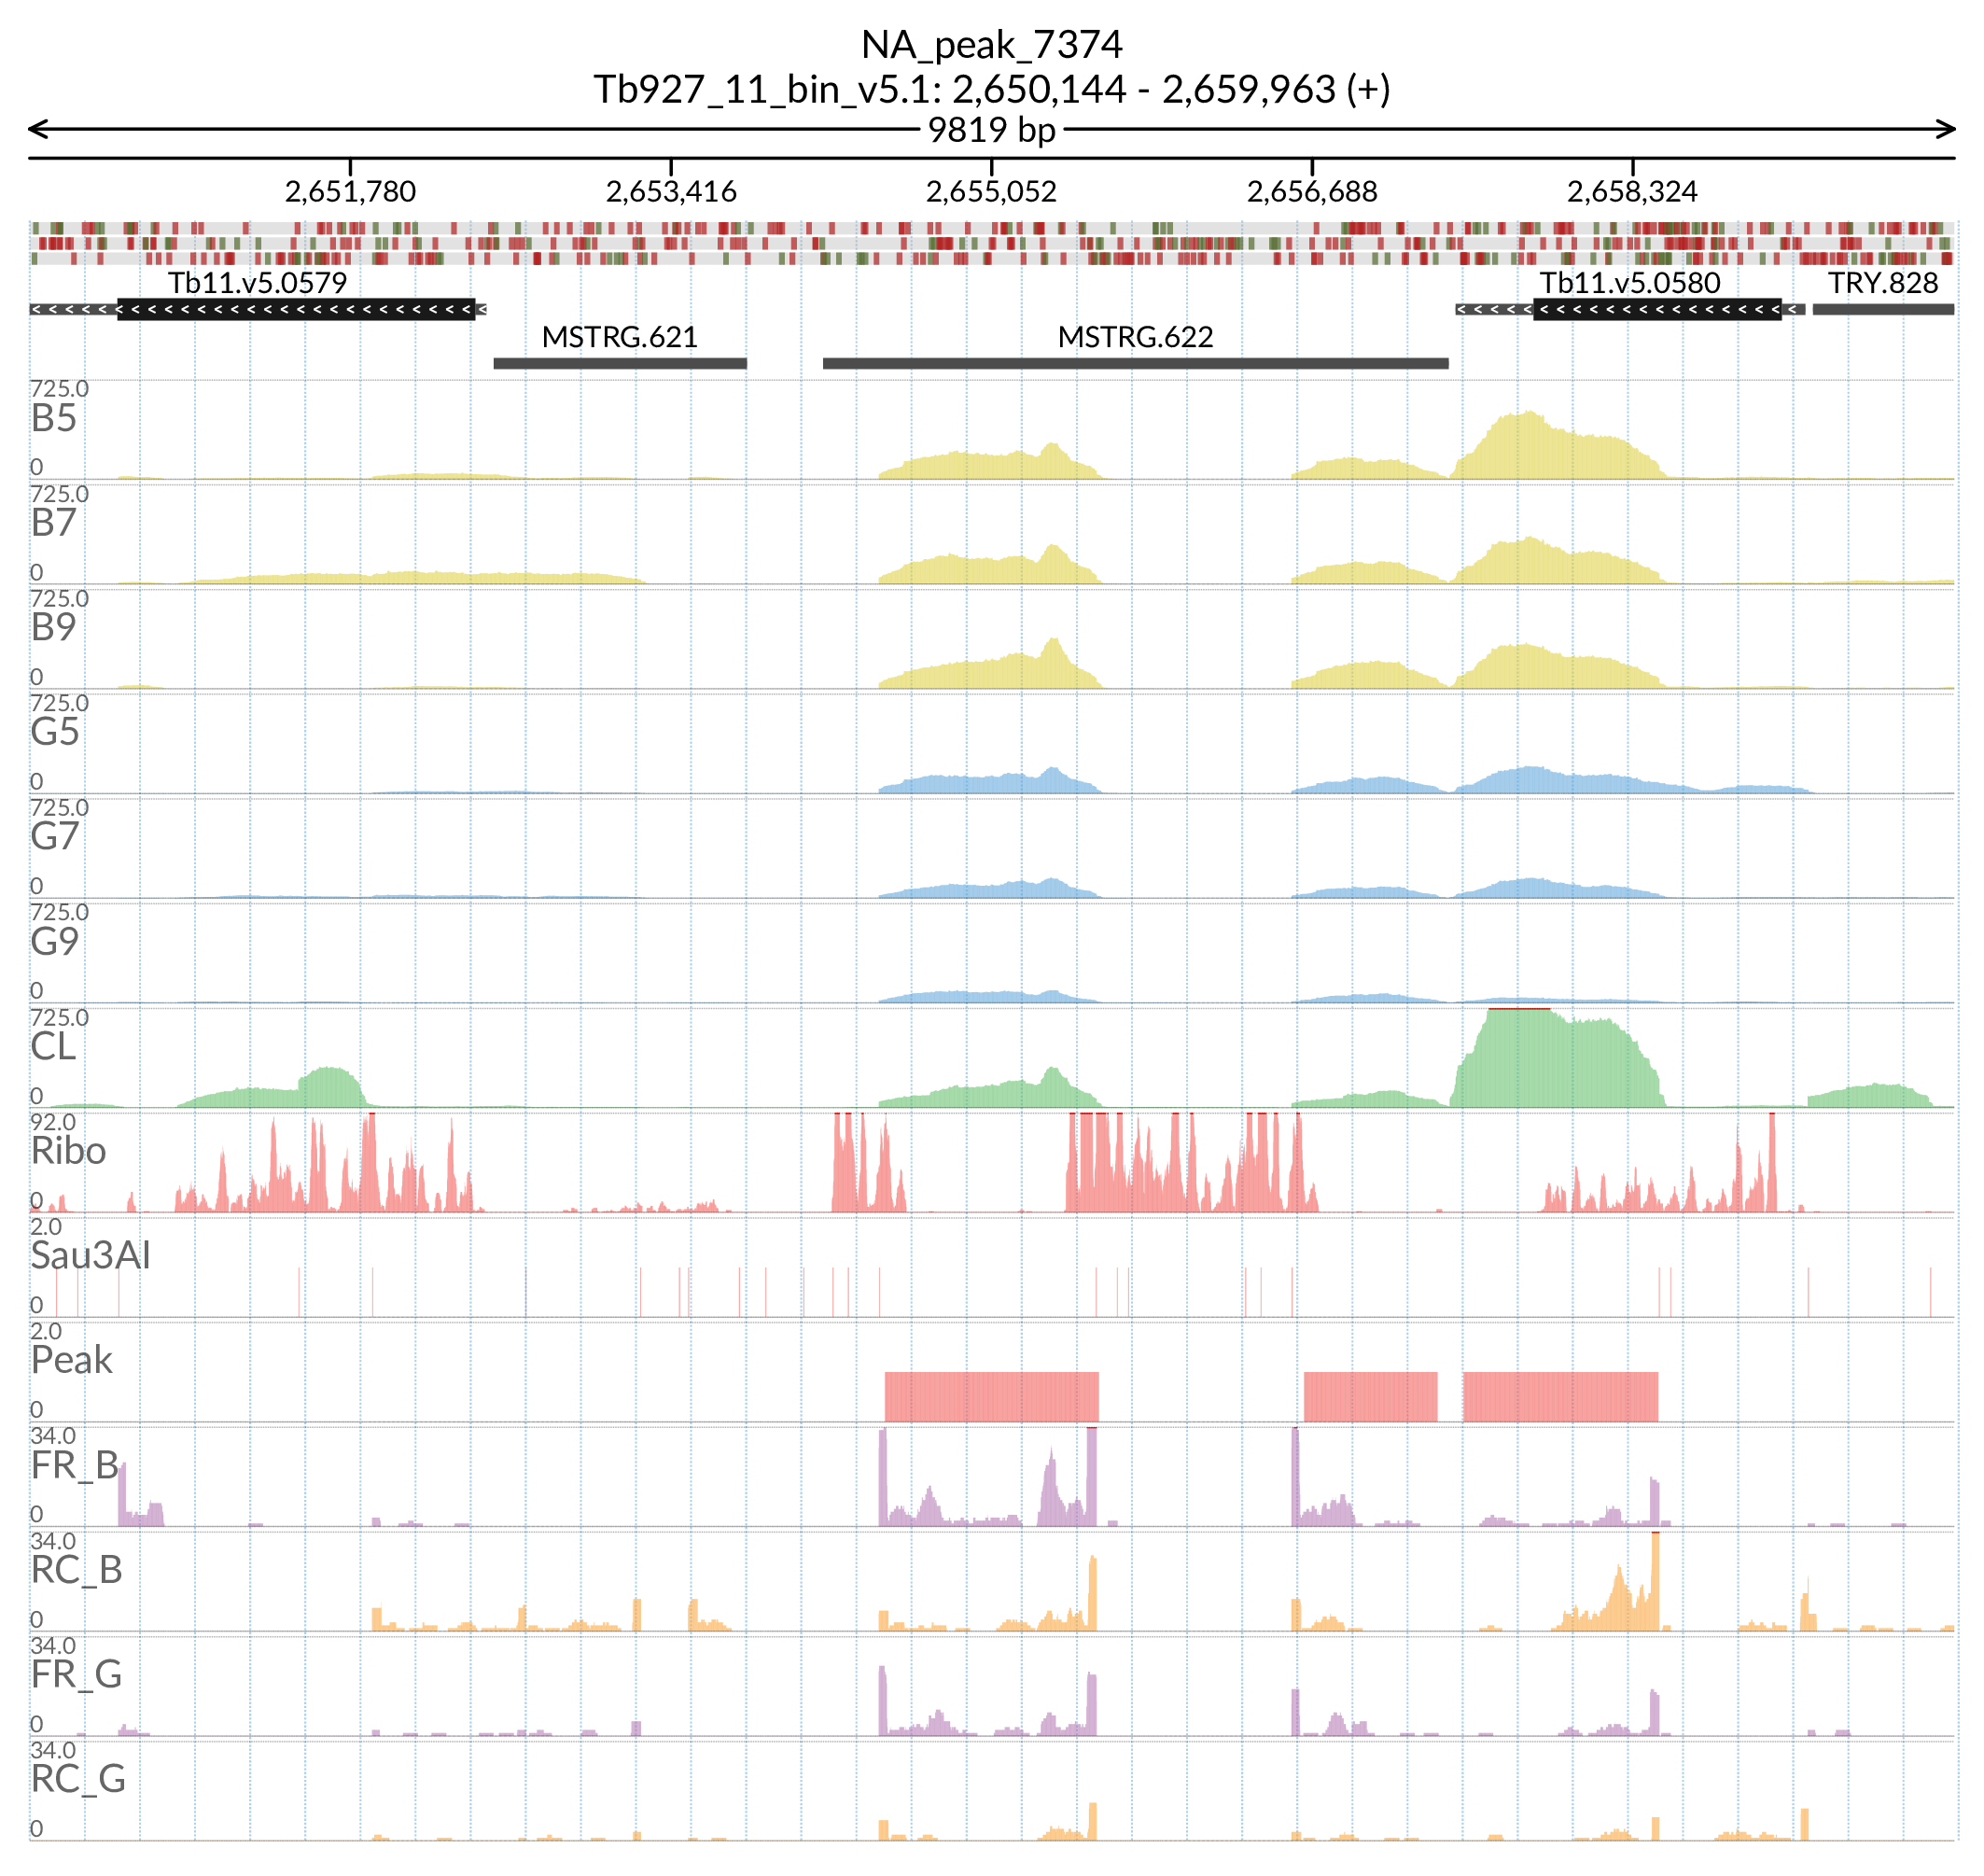 NA_peak_7374
Tb927_11_bin_v5.1: 2,650,144 - 2,659,963 (+)
9819 bp
2,651,780 2,653,416 2,655,052 2,656,688 2,658,324
Tb11.v5.0579 Tb11.v5.0580 TRY.828
MSTRG.621 MSTRG.622
725.0
B5
0
725.0
B7
0
725.0
B9
0
725.0
G5
0
725.0
G7
0
725.0
G9
0
725.0
CL
0
92.0
Ribo
0
2.0
Sau3AI
0
2.0
Peak
0
34.0
FR_B
0
34.0
RC_B
0
34.0
FR_G
0
34.0
RC_G
0